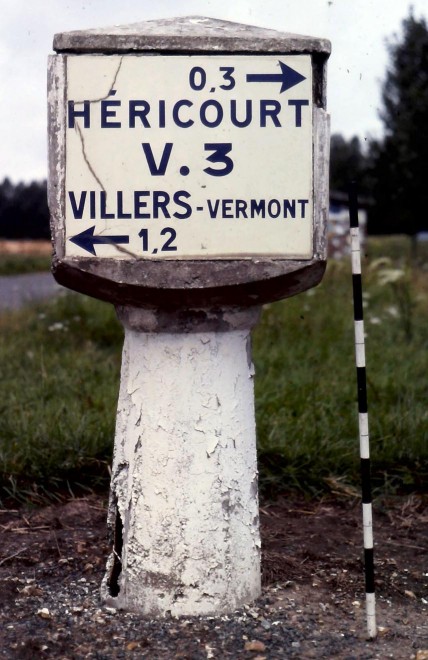 0,3 →
HÉRICOURT
V.3
VILLERS-VERMONT
← 1,2